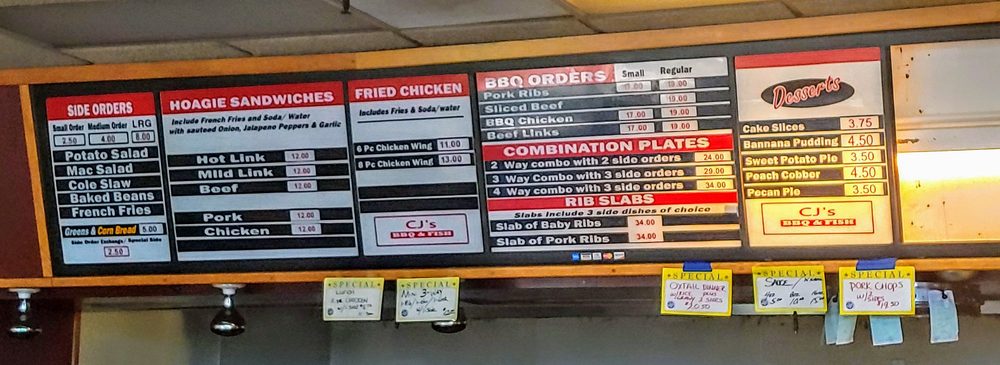 SIDE ORDERS
Small Order Medium Order LRG
2.50 4.00 8.00
Potato Salad
Mac Salad
Cole Slaw
Baked Beans
French Fries
Greens & Corn Bread 5.00
Side Order Exchange/ Special Side
2.50
HOAGIE SANDWICHES
Include French Fries and Soda/ Water
with sauteed Onion, Jalapeno Peppers & Garlic
Hot Link 12.00
Mild Link 12.00
Beef 12.00
Pork 12.00
Chicken 12.00
FRIED CHICKEN
Includes Fries & Soda/water
6 Pc Chicken Wing 11.00
8 Pc Chicken Wing 13.00
CJ's
BBQ & FISH
BBQ ORDERS Small Regular
Pork Ribs 17.00 19.00
Sliced Beef 19.00
BBQ Chicken 17.00 19.00
Beef Links 17.00 19.00
COMBINATION PLATES
2 Way combo with 2 side orders 24.00
3 Way combo with 3 side orders 29.00
4 Way combo with 3 side orders 34.00
RIB SLABS
Slabs Include 3 side dishes of choice
Slab of Baby Ribs 34.00
Slab of Pork Ribs 34.00
Desserts
Cake Slices 3.75
Bannana Pudding 4.50
Sweet Potato Pie 3.50
Peach Cobber 4.50
Pecan Pie 3.50
CJ's
BBQ & FISH
SPECIAL
LUNCH
CHICKEN
SPECIAL
3-WAY
SPECIAL
OXTAIL DINNER
W/RICE
2 SIDES
SPECIAL
SPECIAL
PORK CHOPS
W/ SIDES
$19.50